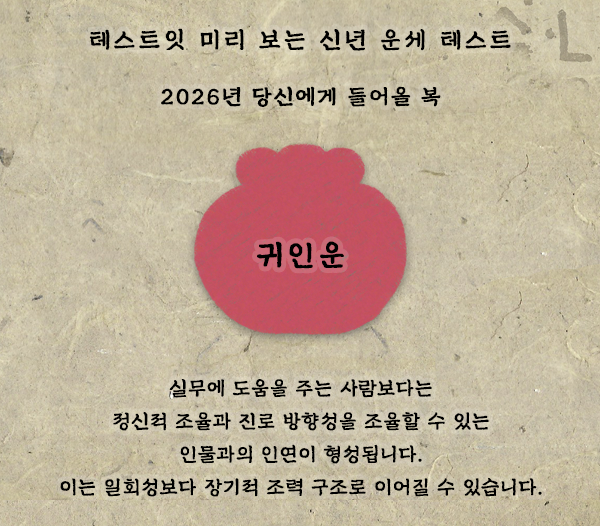 테스트잇 미리 보는 신년 운세 테스트
2026년 당신에게 들어올 복
귀인운
실무에 도움을 주는 사람보다는
정신적 조율과 진로 방향성을 조율할 수 있는
인물과의 인연이 형성됩니다.
이는 일회성보다 장기적 조력 구조로 이어질 수 있습니다.